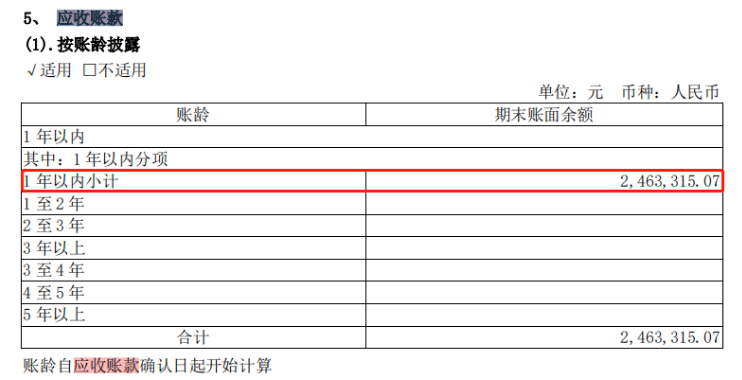 5、 应收账款
(1).按账龄披露
√适用 □不适用
单位：元 币种：人民币
账龄 期末账面余额
1 年以内
其中：1 年以内分项
1 年以内小计 2,463,315.07
1 至 2 年
2 至 3 年
3 年以上
3 至 4 年
4 至 5 年
5 年以上
合计 2,463,315.07
账龄自应收账款确认日起开始计算